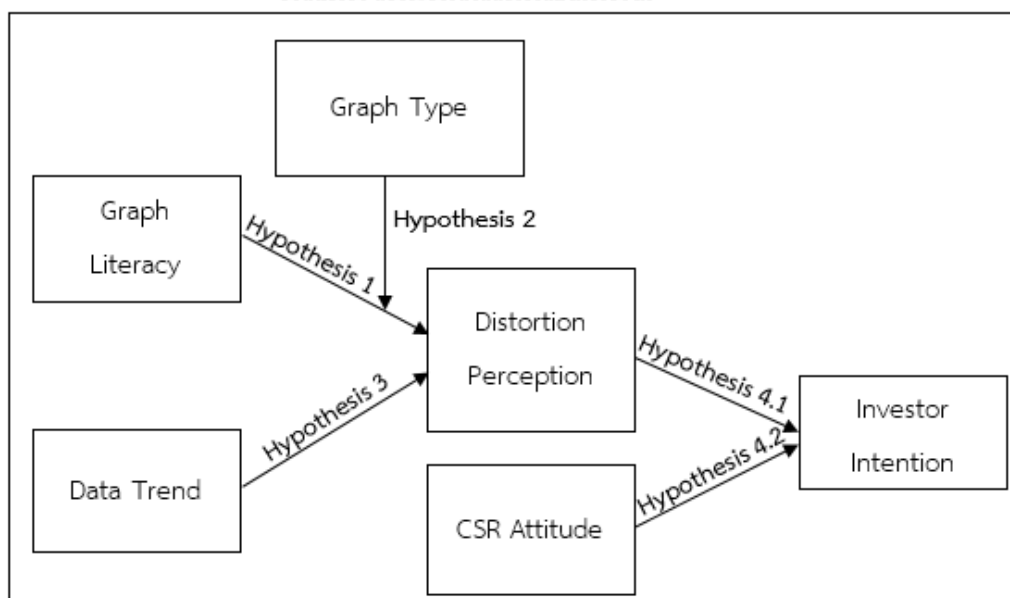 Graph Type
Graph
Literacy
Hypothesis 1
Hypothesis 2
Distortion
Perception
Hypothesis 3
Data Trend
Hypothesis 4.1
Investor
Intention
Hypothesis 4.2
CSR Attitude